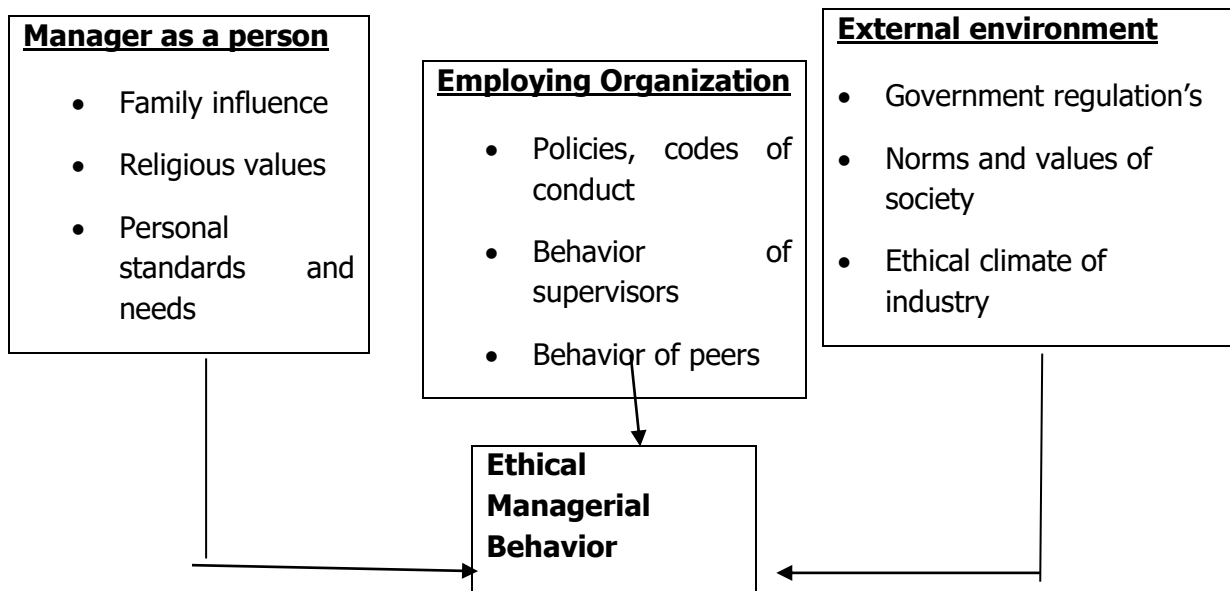 Manager as a person
• Family influence
• Religious values
• Personal
standards and
needs
Employing Organization
• Policies, codes of
conduct
• Behavior of
supervisors
• Behavior of peers
External environment
• Government regulation’s
• Norms and values of
society
• Ethical climate of
industry
Ethical
Managerial
Behavior